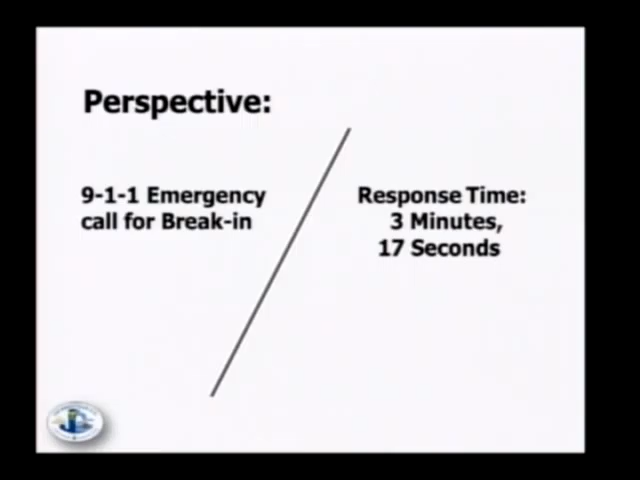 Perspective:
9-1-1 Emergency
call for Break-in
Response Time:
3 Minutes,
17 Seconds